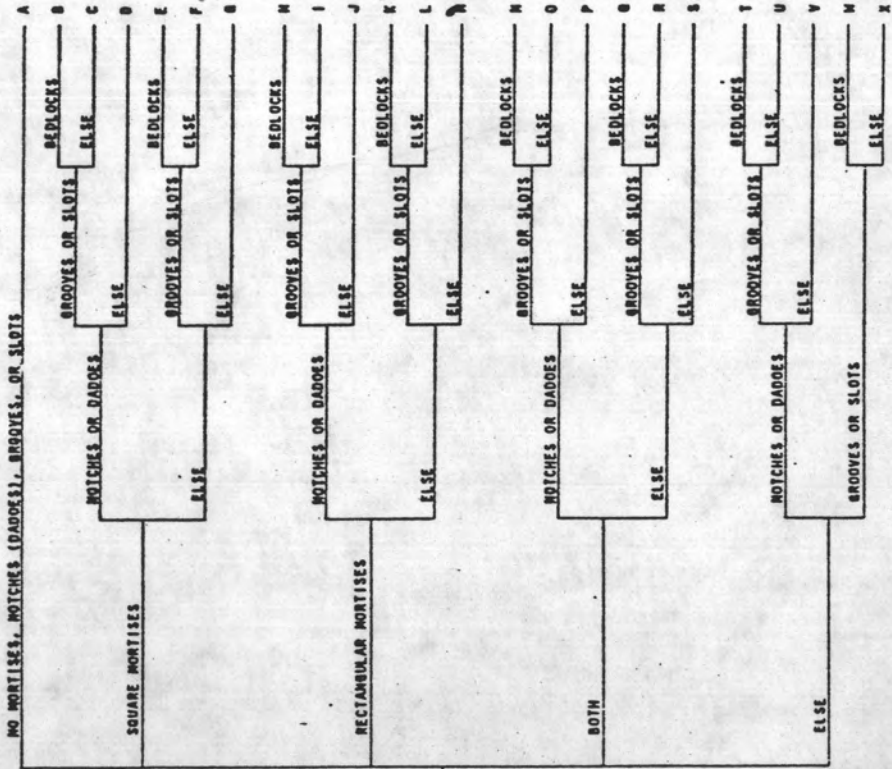 NO MORTISES, NOTCHES (DADOES), GROOVES, OR SLOTS
A
SQUARE MORTISES
NOTCHES OR DADOES
GROOVES OR SLOTS
BEDLOCKS
B
ELSE
C
ELSE
D
ELSE
GROOVES OR SLOTS
BEDLOCKS
E
ELSE
F
ELSE
G
RECTANGULAR MORTISES
NOTCHES OR DADOES
GROOVES OR SLOTS
BEDLOCKS
H
ELSE
I
ELSE
J
ELSE
GROOVES OR SLOTS
BEDLOCKS
K
ELSE
L
ELSE
M
BOTH
NOTCHES OR DADOES
GROOVES OR SLOTS
BEDLOCKS
N
ELSE
O
ELSE
P
ELSE
GROOVES OR SLOTS
BEDLOCKS
Q
ELSE
R
ELSE
S
ELSE
NOTCHES OR DADOES
GROOVES OR SLOTS
BEDLOCKS
T
ELSE
U
ELSE
V
GROOVES OR SLOTS
BEDLOCKS
W
ELSE
X